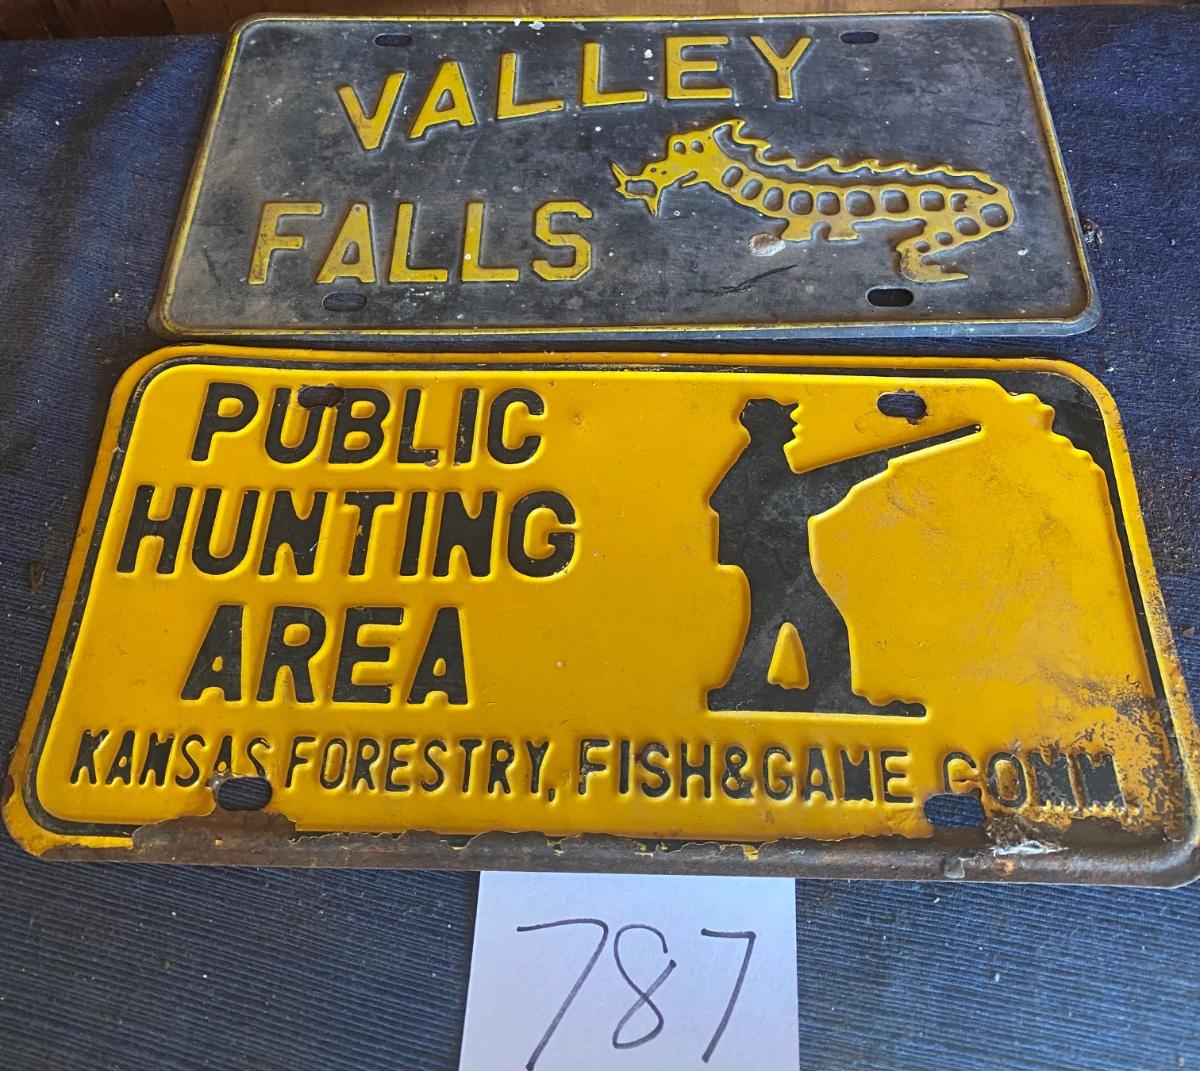 VALLEY
FALLS
PUBLIC
HUNTING
AREA
KANSAS FORESTRY, FISH&GAME COMM.
787